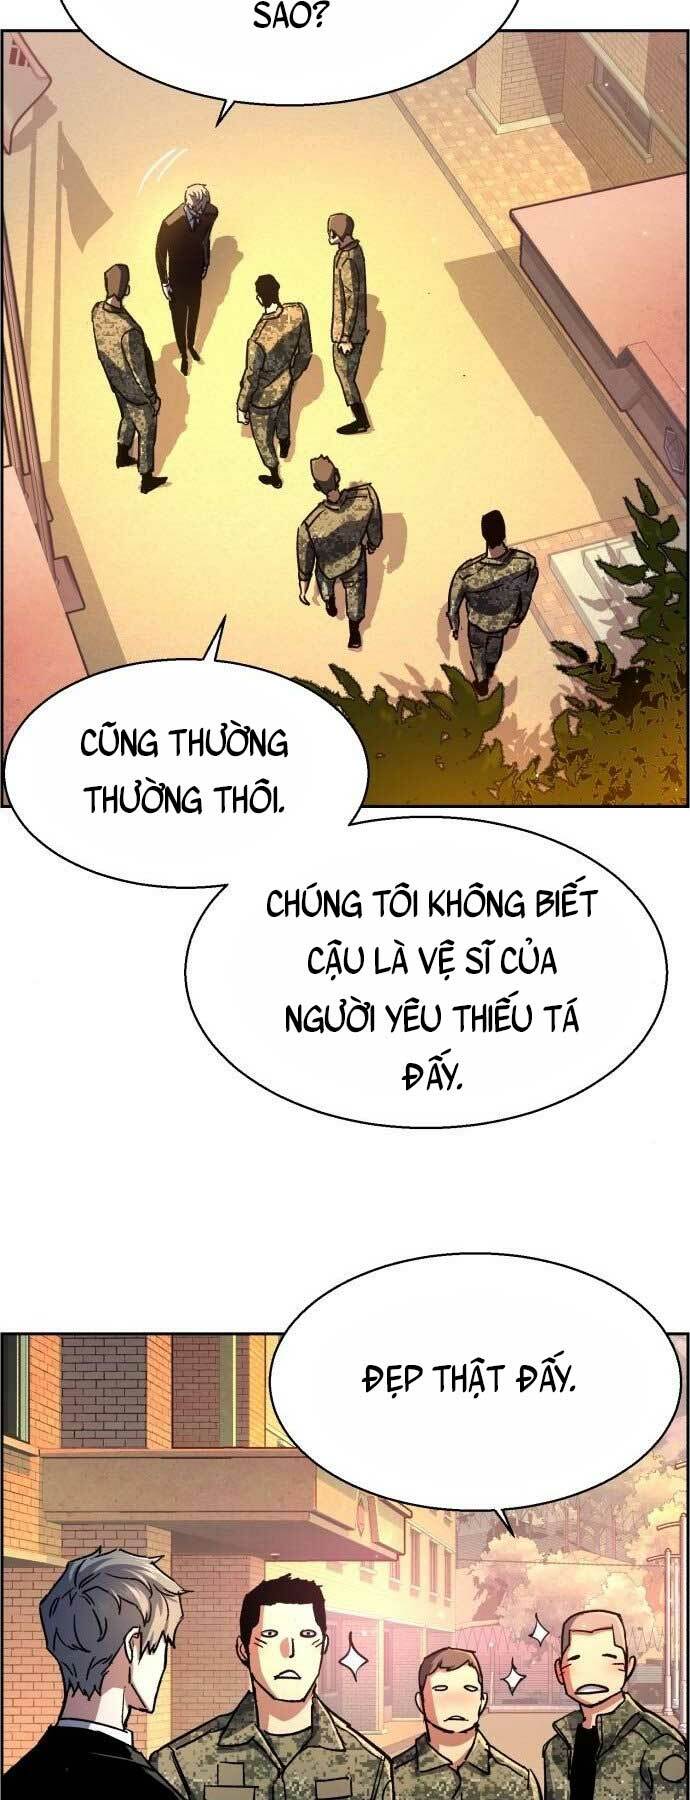 SAO?
CŨNG THƯỜNG
THƯỜNG THÔI.
CHÚNG TÔI KHÔNG BIẾT
CẬU LÀ VỆ SĨ CỦA
NGƯỜI YÊU THIẾU TÁ
ĐẤY.
ĐẸP THẬT ĐẤY.